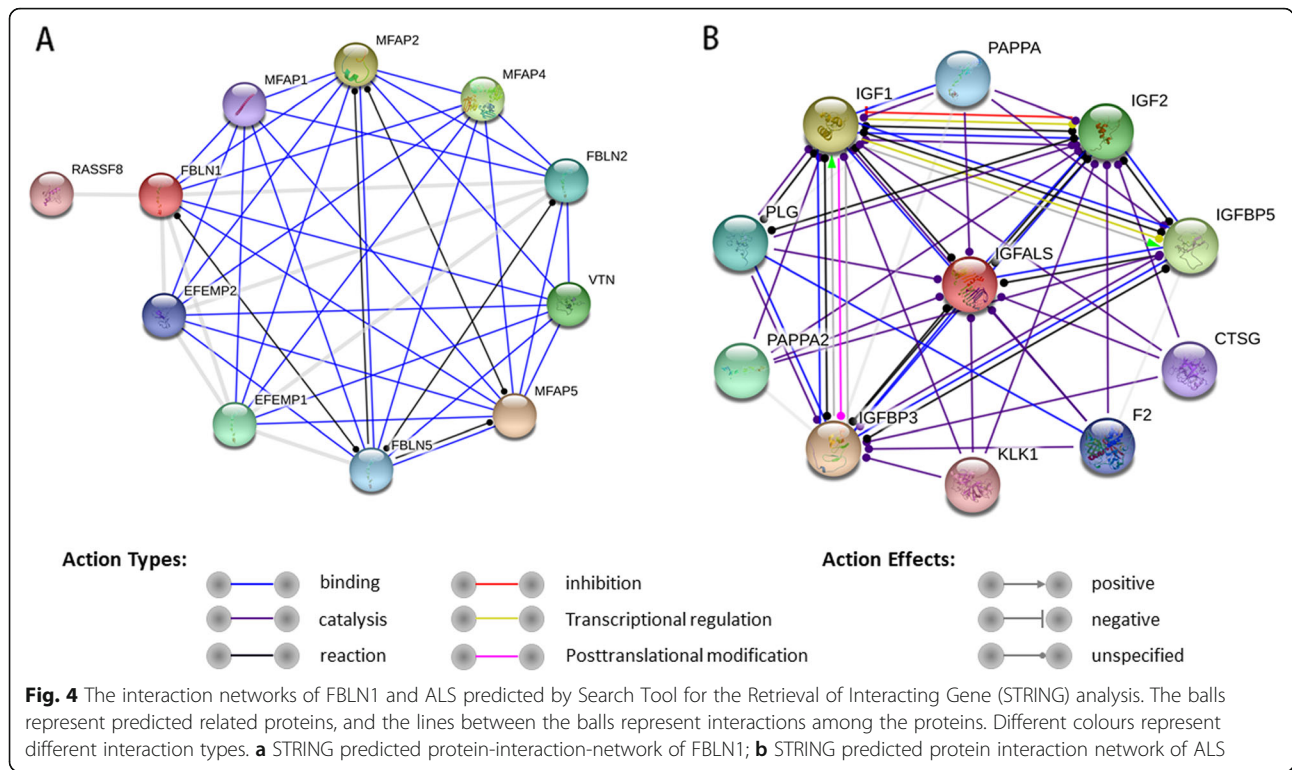 A
B
MFAP2
MFAP1
MFAP4
RASSF8
FBLN1
FBLN2
EFEMP2
VTN
EFEMP1
MFAP5
FBLN5
PAPPA
IGF1
IGF2
PLG
IGFBP5
IGFALS
PAPPA2
CTSG
IGFBP3
F2
KLK1
Action Types:
binding
catalysis
reaction
inhibition
Transcriptional regulation
Posttranslational modification
Action Effects:
positive
negative
unspecified
Fig. 4 The interaction networks of FBLN1 and ALS predicted by Search Tool for the Retrieval of Interacting Gene (STRING) analysis. The balls
represent predicted related proteins, and the lines between the balls represent interactions among the proteins. Different colours represent
different interaction types. a STRING predicted protein-interaction-network of FBLN1; b STRING predicted protein interaction network of ALS